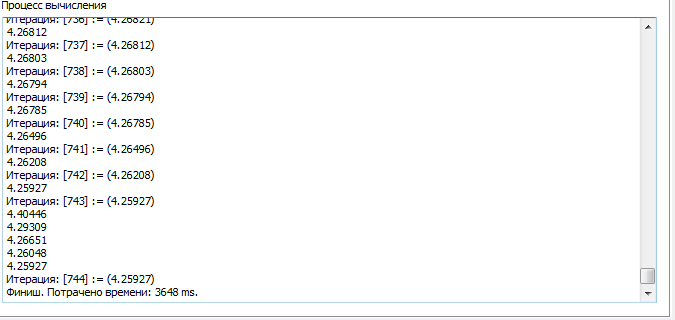 Процесс вычисления
Итерация: [736] := (4.26821)
4.26812
Итерация: [737] := (4.26812)
4.26803
Итерация: [738] := (4.26803)
4.26794
Итерация: [739] := (4.26794)
4.26785
Итерация: [740] := (4.26785)
4.26496
Итерация: [741] := (4.26496)
4.26208
Итерация: [742] := (4.26208)
4.25927
Итерация: [743] := (4.25927)
4.40446
4.29309
4.26651
4.26048
4.25927
Итерация: [744] := (4.25927)
Финиш. Потрачено времени: 3648 ms.